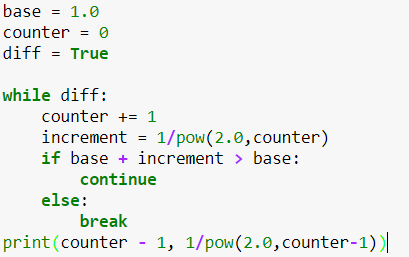 base = 1.0
counter = 0
diff = True

while diff:
    counter += 1
    increment = 1/pow(2.0,counter)
    if base + increment > base:
        continue
    else:
        break
print(counter - 1, 1/pow(2.0,counter-1))